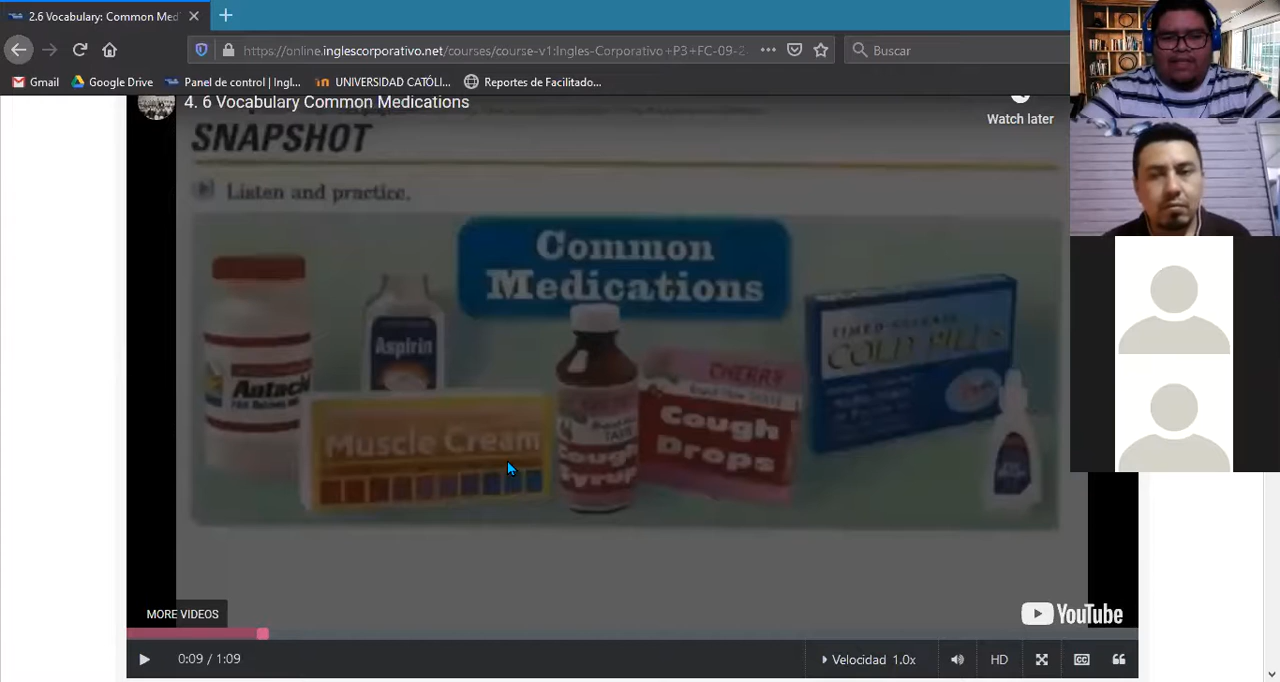 2.6 Vocabulary: Common Med
https://online.inglescorporativo.net/courses/course-v1:Ingles-Corporativo+P3+FC-09-2
Buscar
Gmail
Google Drive
Panel de control | Ingl...
UNIVERSIDAD CATÓLI...
Reportes de Facilitado...
4. 6 Vocabulary Common Medications
Watch later
SNAPSHOT
Listen and practice.
Common
Medications
Antacid
Aspirin
Muscle Cream
Cough
Syrup
CHERRY
Cough
Drops
TIMED-RELEASE
COLD PILLS
MORE VIDEOS
YouTube
0:09 / 1:09
Velocidad 1.0x
HD
CC